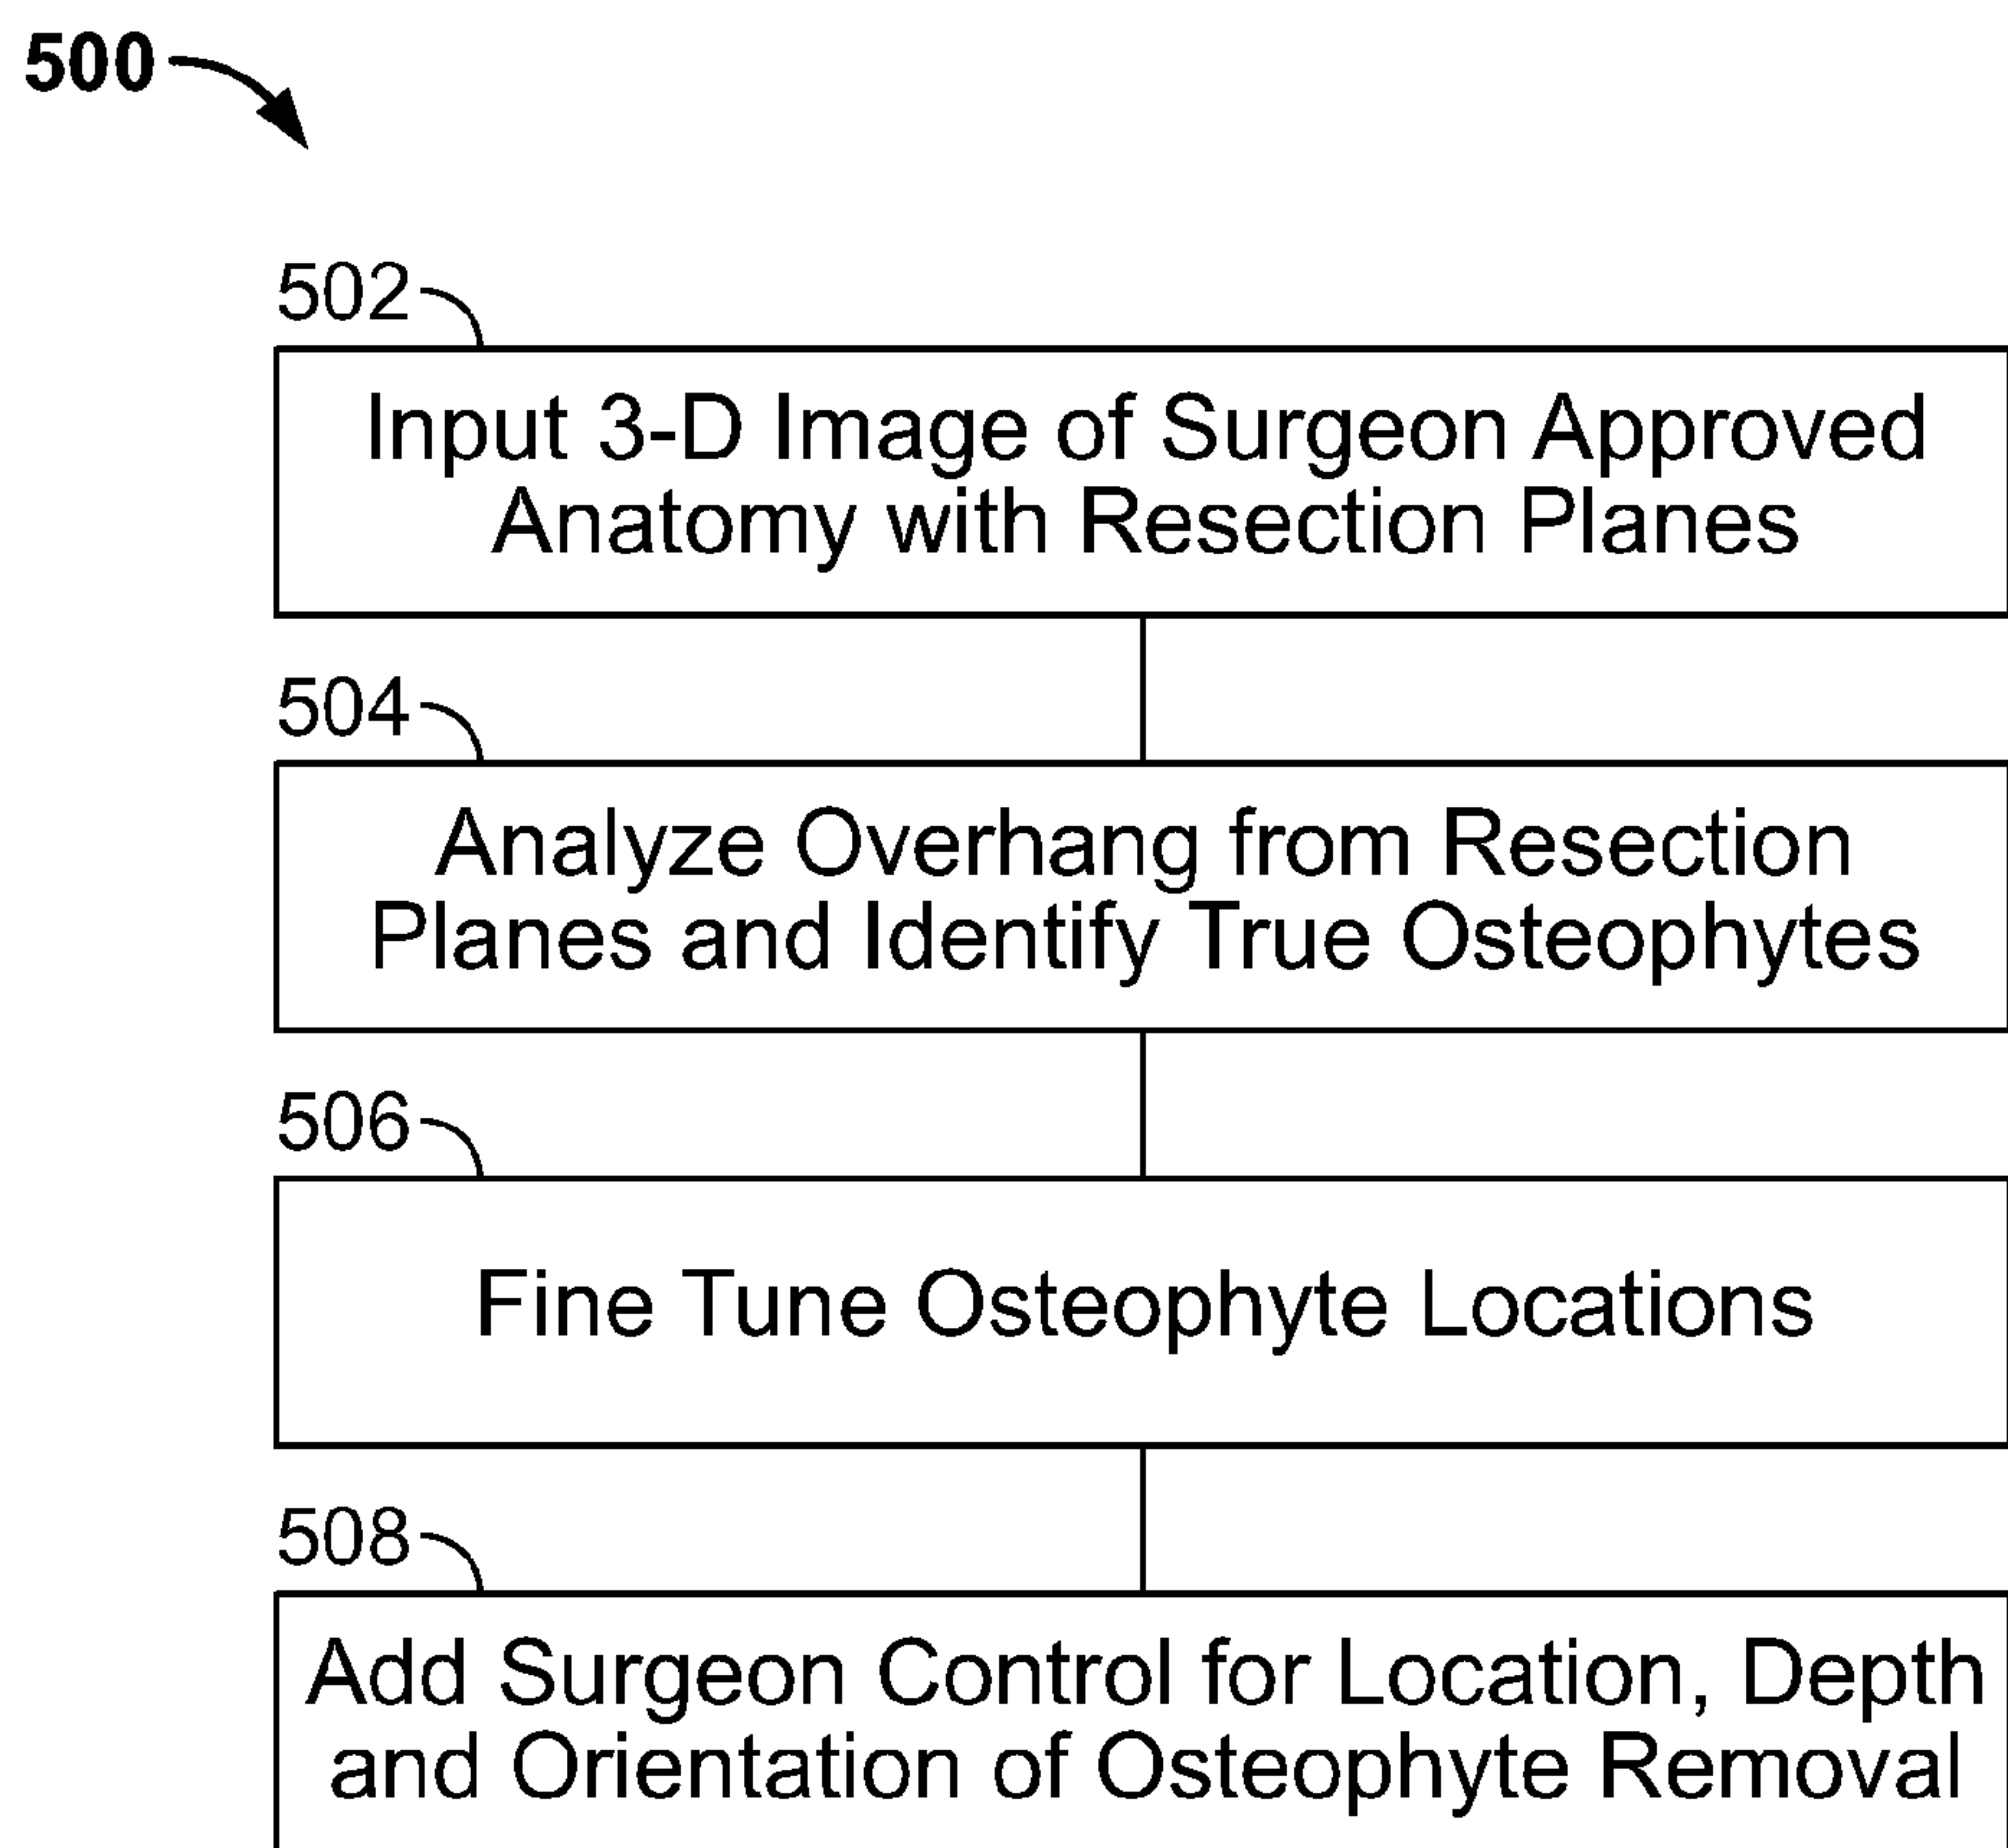 500
502
Input 3-D Image of Surgeon Approved
Anatomy with Resection Planes
504
Analyze Overhang from Resection
Planes and Identify True Osteophytes
506
Fine Tune Osteophyte Locations
508
Add Surgeon Control for Location, Depth
and Orientation of Osteophyte Removal